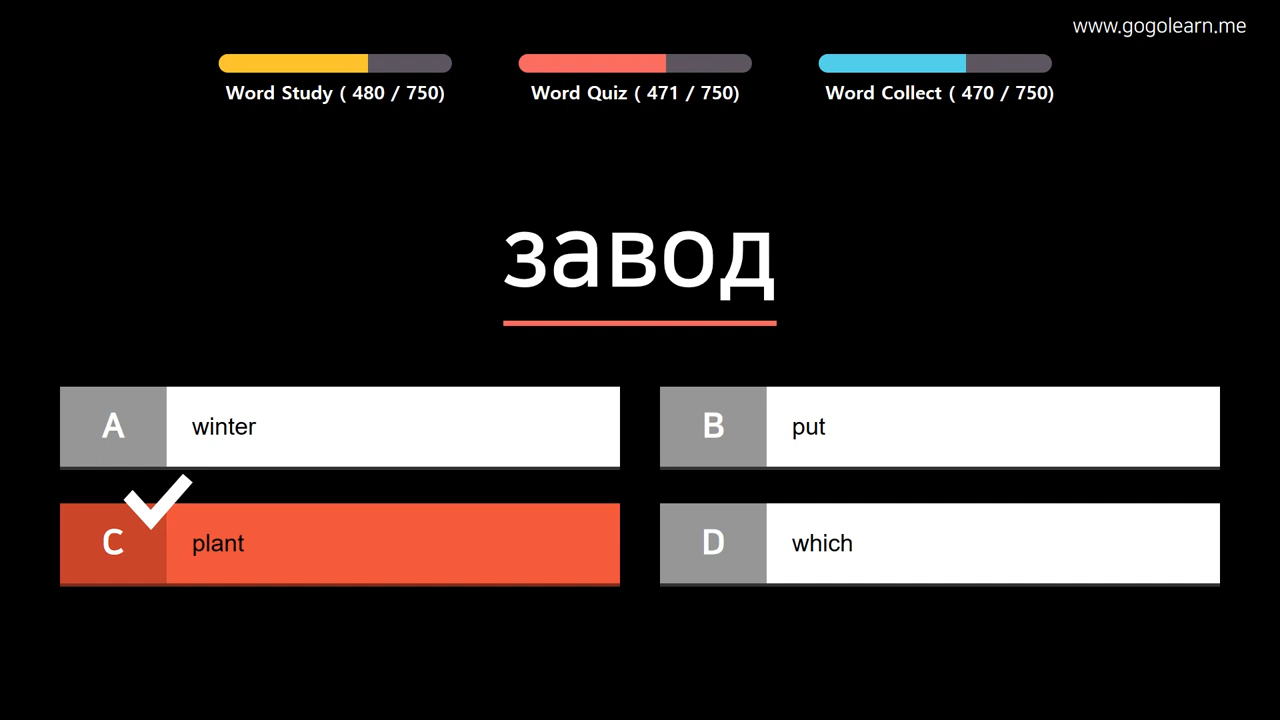 www.gogolearn.me
Word Study ( 480 / 750)
Word Quiz ( 471 / 750)
Word Collect ( 470 / 750)
завод
A winter
B put
C plant
D which